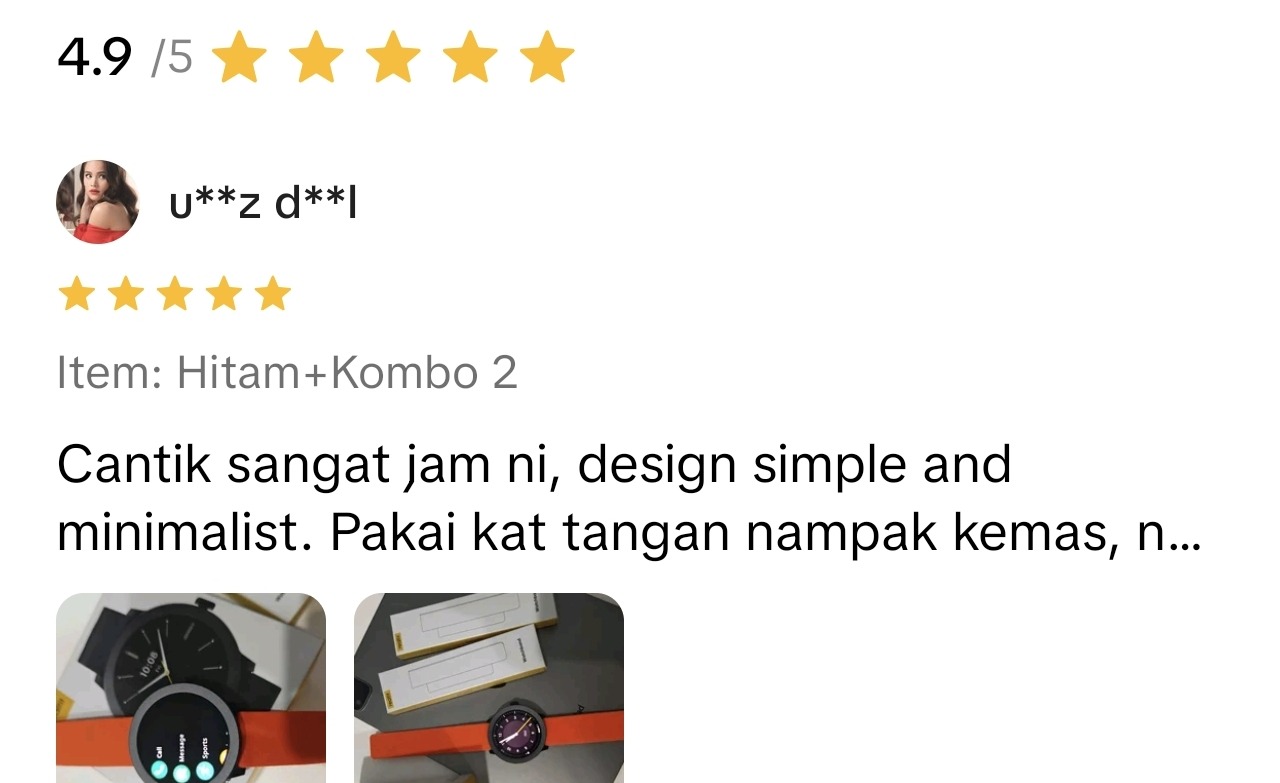 4.9 /5
u**z d**l
Item: Hitam+Kombo 2
Cantik sangat jam ni, design simple and
minimalist. Pakai kat tangan nampak kemas, n...
10:08
Call
Message
Sports